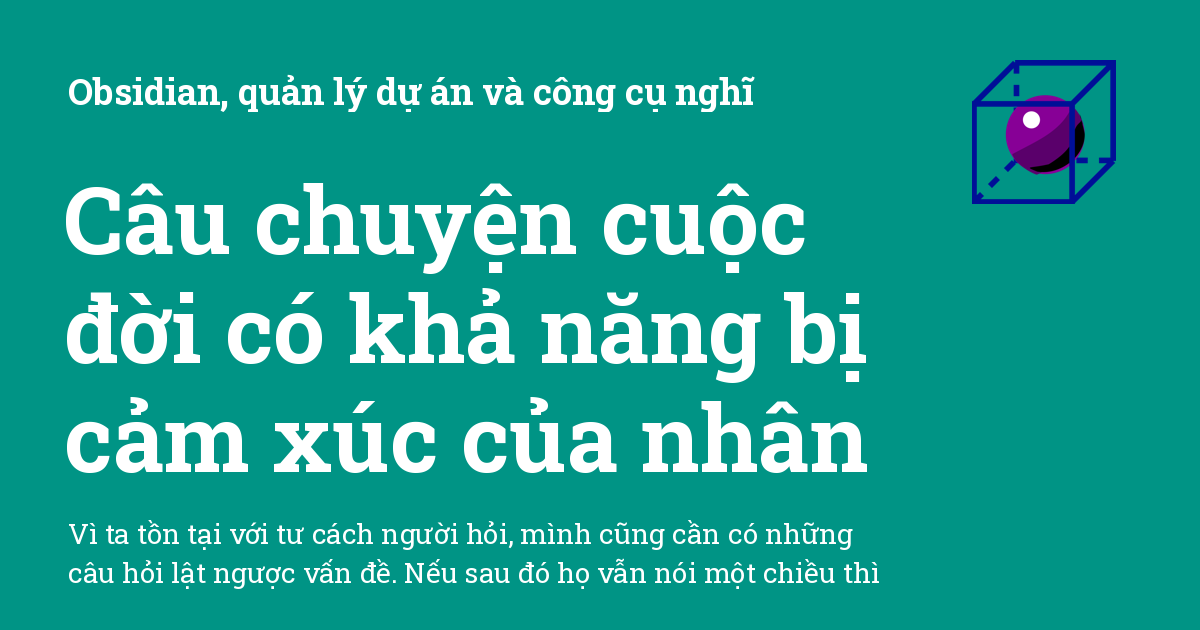 Obsidian, quản lý dự án và công cụ nghĩ
Câu chuyện cuộc
đời có khả năng bị
cảm xúc của nhân
Vì ta tồn tại với tư cách người hỏi, mình cũng cần có những
câu hỏi lật ngược vấn đề. Nếu sau đó họ vẫn nói một chiều thì